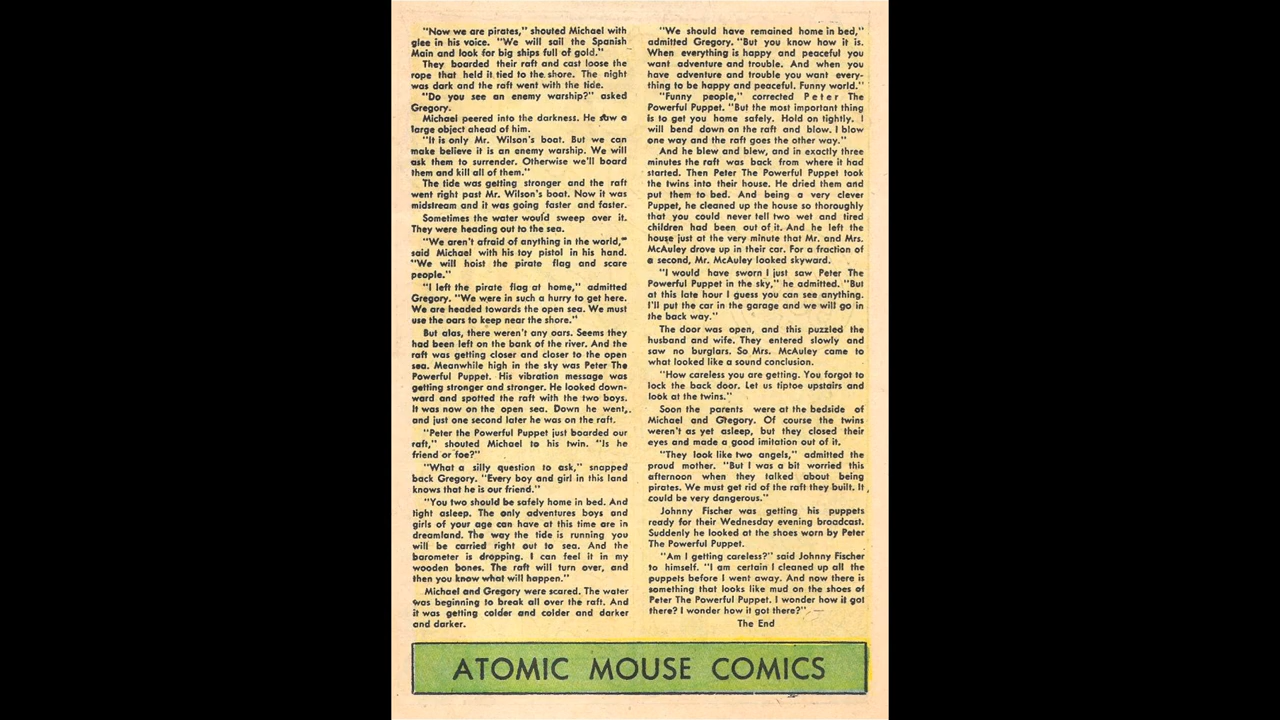 "Now we are pirates," shouted Michael with
glee in his voice. "We will sail the Spanish
Main and look for big ships full of gold."
They boarded their raft and cast loose the
rope that held it tied to the shore. The night
was dark and the raft went with the tide.
"Do you see an enemy warship?" asked
Gregory.
Michael peered into the darkness. He saw a
large object ahead of him.
"It is only Mr. Wilson's boat. But we can
make believe it is an enemy warship. We will
ask them to surrender. Otherwise we'll board
them and kill all of them."
The tide was getting stronger and the raft
went right past Mr. Wilson's boat. Now it was
midstream and it was going faster and faster.
Sometimes the water would sweep over it.
They were heading out to the sea.
"We aren't afraid of anything in the world,"
said Michael with his toy pistol in his hand.
"We will hoist the pirate flag and scare
people."
"I left the pirate flag at home," admitted
Gregory. "We were in such a hurry to get here.
We are headed towards the open sea. We must
use the oars to keep near the shore."
But alas, there weren't any oars. Seems they
had been left on the bank of the river. And the
raft was getting closer and closer to the open
sea. Meanwhile high in the sky was Peter The
Powerful Puppet. His vibration message was
getting stronger and stronger. He looked down-
ward and spotted the raft with the two boys.
It was now on the open sea. Down he went,
and just one second later he was on the raft.
"Peter the Powerful Puppet just boarded our
raft," shouted Michael to his twin. "Is he
friend or foe?"
"What a silly question to ask," snapped
back Gregory. "Every boy and girl in this land
knows that he is our friend."
"You two should be safely home in bed. And
tight asleep. The only adventures boys and
girls of your age can have at this time are in
dreamland. The way the tide is running you
will be carried right out to sea. And the
barometer is dropping. I can feel it in my
wooden bones. The raft will turn over, and
then you know what will happen."
Michael and Gregory were scared. The water
was beginning to break all over the raft. And
it was getting colder and colder and darker
and darker.
"We should have remained home in bed,"
admitted Gregory. "But you know how it is.
When everything is happy and peaceful you
want adventure and trouble. And when you
have adventure and trouble you want every-
thing to be happy and peaceful. Funny world."
"Funny people," corrected Peter The
Powerful Puppet. "But the most important thing
is to get you home safely. Hold on tightly. I
will bend down on the raft and blow. I blow
one way and the raft goes the other way."
And he blew and blew, and in exactly three
minutes the raft was back from where it had
started. Then Peter The Powerful Puppet took
the twins into their house. He dried them and
put them to bed. And being a very clever
Puppet, he cleaned up the house so thoroughly
that you could never tell two wet and tired
children had been out of it. And he left the
house just at the very minute that Mr. and Mrs.
McAuley drove up in their car. For a fraction of
a second, Mr. McAuley looked skyward.
"I would have sworn I just saw Peter The
Powerful Puppet in the sky," he admitted. "But
at this late hour I guess you can see anything.
I'll put the car in the garage and we will go in
the back way."
The door was open, and this puzzled the
husband and wife. They entered slowly and
saw no burglars. So Mrs. McAuley came to
what looked like a sound conclusion.
"How careless you are getting. You forgot to
lock the back door. Let us tiptoe upstairs and
look at the twins."
Soon the parents were at the bedside of
Michael and Gregory. Of course the twins
weren't as yet asleep, but they closed their
eyes and made a good imitation out of it.
"They look like two angels," admitted the
proud mother. "But I was a bit worried this
afternoon when they talked about being
pirates. We must get rid of the raft they built. It
could be very dangerous."
Johnny Fischer was getting his puppets
ready for their Wednesday evening broadcast.
Suddenly he looked at the shoes worn by Peter
The Powerful Puppet.
"Am I getting careless?" said Johnny Fischer
to himself. "I am certain I cleaned up all the
puppets before I went away. And now there is
something that looks like mud on the shoes of
Peter The Powerful Puppet. I wonder how it got
there? I wonder how it got there?"
The End
ATOMIC MOUSE COMICS